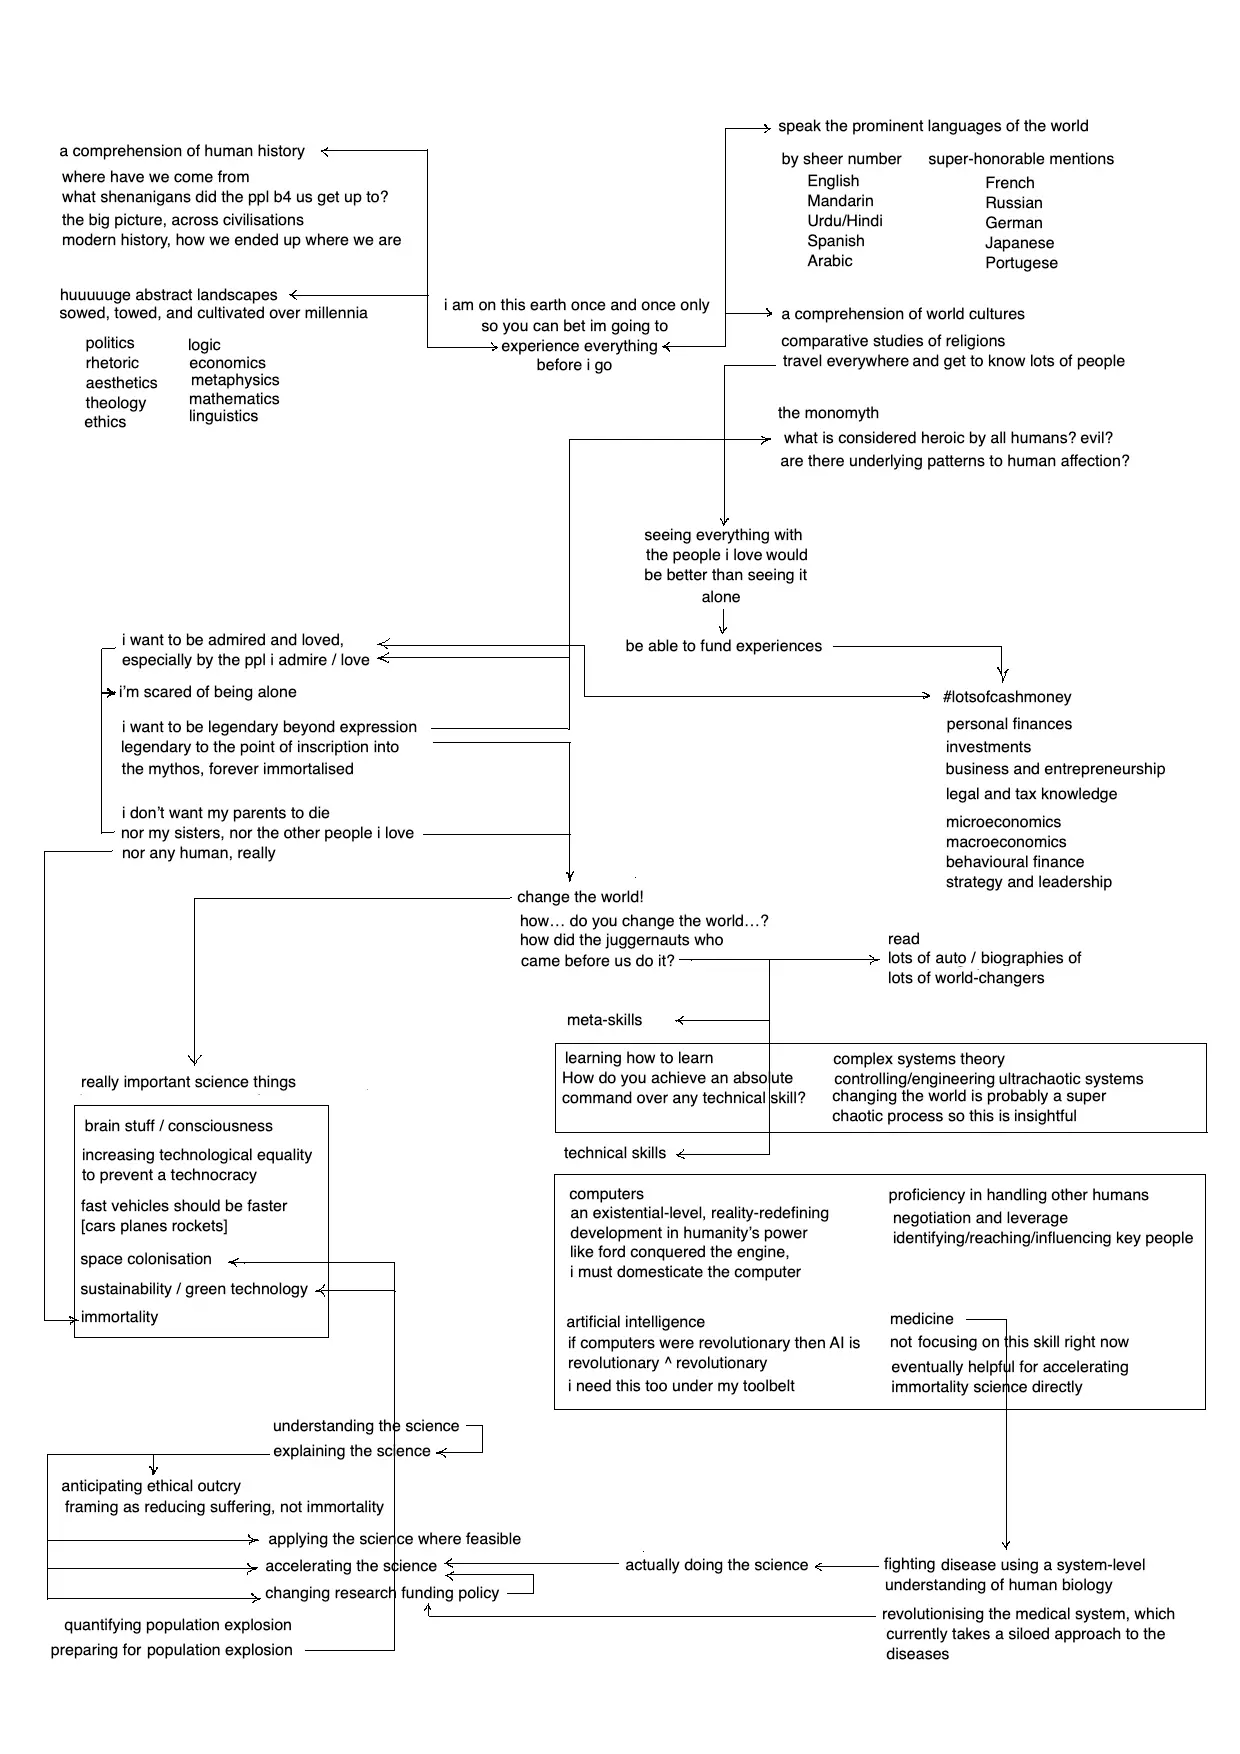 speak the prominent languages of the world
a comprehension of human history
where have we come from
what shenanigans did the ppl b4 us get up to?
the big picture, across civilisations
modern history, how we ended up where we are
by sheer number
English
Mandarin
Urdu/Hindi
Spanish
Arabic
super-honorable mentions
French
Russian
German
Japanese
Portugese
huuuuuge abstract landscapes
sowed, towed, and cultivated over millennia
politics
rhetoric
aesthetics
theology
ethics
logic
economics
metaphysics
mathematics
linguistics
i am on this earth once and once only
so you can bet im going to
experience everything
before i go
a comprehension of world cultures
comparative studies of religions
travel everywhere and get to know lots of people
the monomyth
what is considered heroic by all humans? evil?
are there underlying patterns to human affection?
seeing everything with
the people i love would
be better than seeing it
alone
be able to fund experiences
i want to be admired and loved,
especially by the ppl i admire / love
i'm scared of being alone
i want to be legendary beyond expression
legendary to the point of inscription into
the mythos, forever immortalised
i don't want my parents to die
nor my sisters, nor the other people i love
nor any human, really
#lotsofcashmoney
personal finances
investments
business and entrepreneurship
legal and tax knowledge
microeconomics
macroeconomics
behavioural finance
strategy and leadership
change the world!
how… do you change the world…?
how did the juggernauts who
came before us do it?
read
lots of auto / biographies of
lots of world-changers
meta-skills
learning how to learn
How do you achieve an absolute
command over any technical skill?
complex systems theory
controlling/engineering ultrachaotic systems
changing the world is probably a super
chaotic process so this is insightful
technical skills
computers
an existential-level, reality-redefining
development in humanity's power
like ford conquered the engine,
i must domesticate the computer
proficiency in handling other humans
negotiation and leverage
identifying/reaching/influencing key people
artificial intelligence
if computers were revolutionary then AI is
revolutionary ^ revolutionary
i need this too under my toolbelt
medicine
not focusing on this skill right now
eventually helpful for accelerating
immortality science directly
really important science things
brain stuff / consciousness
increasing technological equality
to prevent a technocracy
fast vehicles should be faster
[cars planes rockets]
space colonisation
sustainability / green technology
immortality
understanding the science
explaining the science
anticipating ethical outcry
framing as reducing suffering, not immortality
applying the science where feasible
accelerating the science
changing research funding policy
quantifying population explosion
preparing for population explosion
actually doing the science
fighting disease using a system-level
understanding of human biology
revolutionising the medical system, which
currently takes a siloed approach to the
diseases